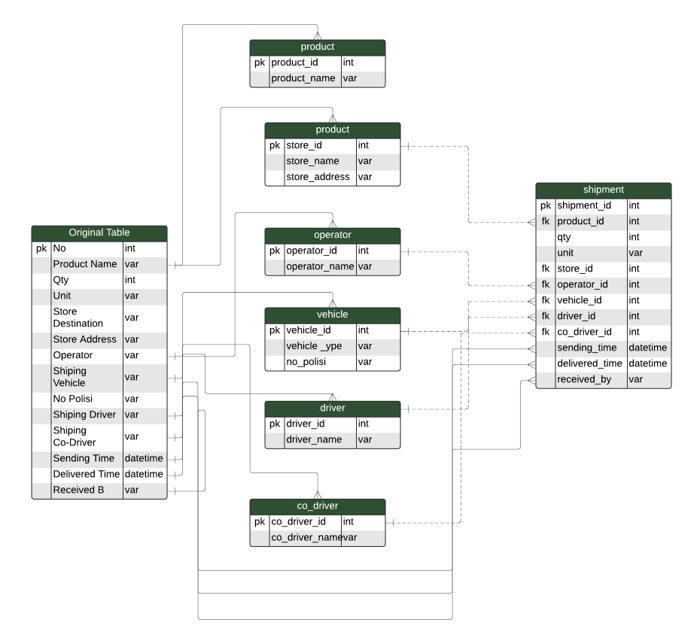 product
pk product_id int
product_name var
product
pk store_id int
store_name var
store_address var
shipment
pk shipment_id int
fk product_id int
qty int
unit var
fk store_id int
fk operator_id int
fk vehicle_id int
fk driver_id int
fk co_driver_id int
sending_time datetime
delivered_time datetime
received_by var
Original Table
pk No int
Product Name var
Qty int
Unit var
Store
Destination var
Store Address var
Operator var
Shiping
Vehicle var
No Polisi var
Shiping Driver var
Shiping
Co-Driver var
Sending Time datetime
Delivered Time datetime
Received B var
operator
pk operator_id int
operator_name var
vehicle
pk vehicle_id int
vehicle _ype var
no_polisi var
driver
pk driver_id int
driver_name var
co_driver
pk co_driver_id int
co_driver_name var